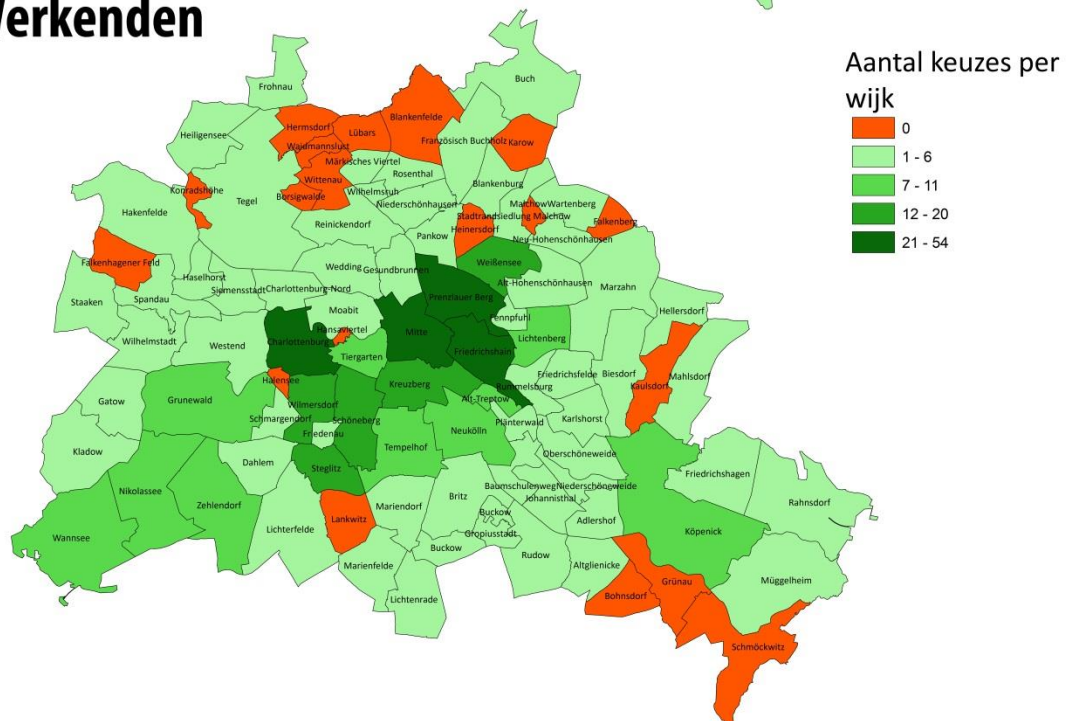 Werkenden
Aantal keuzes per
wijk
0
1 - 6
7 - 11
12 - 20
21 - 54
Buch
Frohnau
Blankenfelde
Hermsdorf
Lübars
Heiligensee
Französisch Buchholz
Karow
Waidmannslust
Märkisches Viertel
Rosenthal
Wittenau
Blankenburg
Konradshöhe
Wilhelmsruh
Borsigwalde
Tegel
Niederschönhausen
Malchow
Wartenberg
Hakenfelde
Stadtrandsiedlung Malchow
Falkenberg
Reinickendorf
Heinersdorf
Pankow
Neu-Hohenschönhausen
Falkenhagener Feld
Weißensee
Wedding
Gesundbrunnen
Haselhorst
Alt-Hohenschönhausen
Siemensstadt
Charlottenburg-Nord
Marzahn
Staaken
Spandau
Prenzlauer Berg
Moabit
Hellersdorf
Fennpfuhl
Hansaviertel
Mitte
Wilhelmstadt
Westend
Charlottenburg
Lichtenberg
Friedrichshain
Tiergarten
Friedrichsfelde
Biesdorf
Mahlsdorf
Halensee
Kreuzberg
Rummelsburg
Kaulsdorf
Gatow
Grunewald
Alt-Treptow
Wilmersdorf
Schmargendorf
Schöneberg
Plänterwald
Karlshorst
Friedenau
Neukölln
Tempelhof
Kladow
Oberschöneweide
Dahlem
Steglitz
Friedrichshagen
Nikolassee
Baumschulenweg
Niederschöneweide
Britz
Johannisthal
Zehlendorf
Mariendorf
Rahnsdorf
Buckow
Lankwitz
Adlershof
Lichterfelde
Gropiusstadt
Köpenick
Wannsee
Buckow
Rudow
Marienfelde
Altglienicke
Grünau
Müggelheim
Bohnsdorf
Lichtenrade
Schmöckwitz